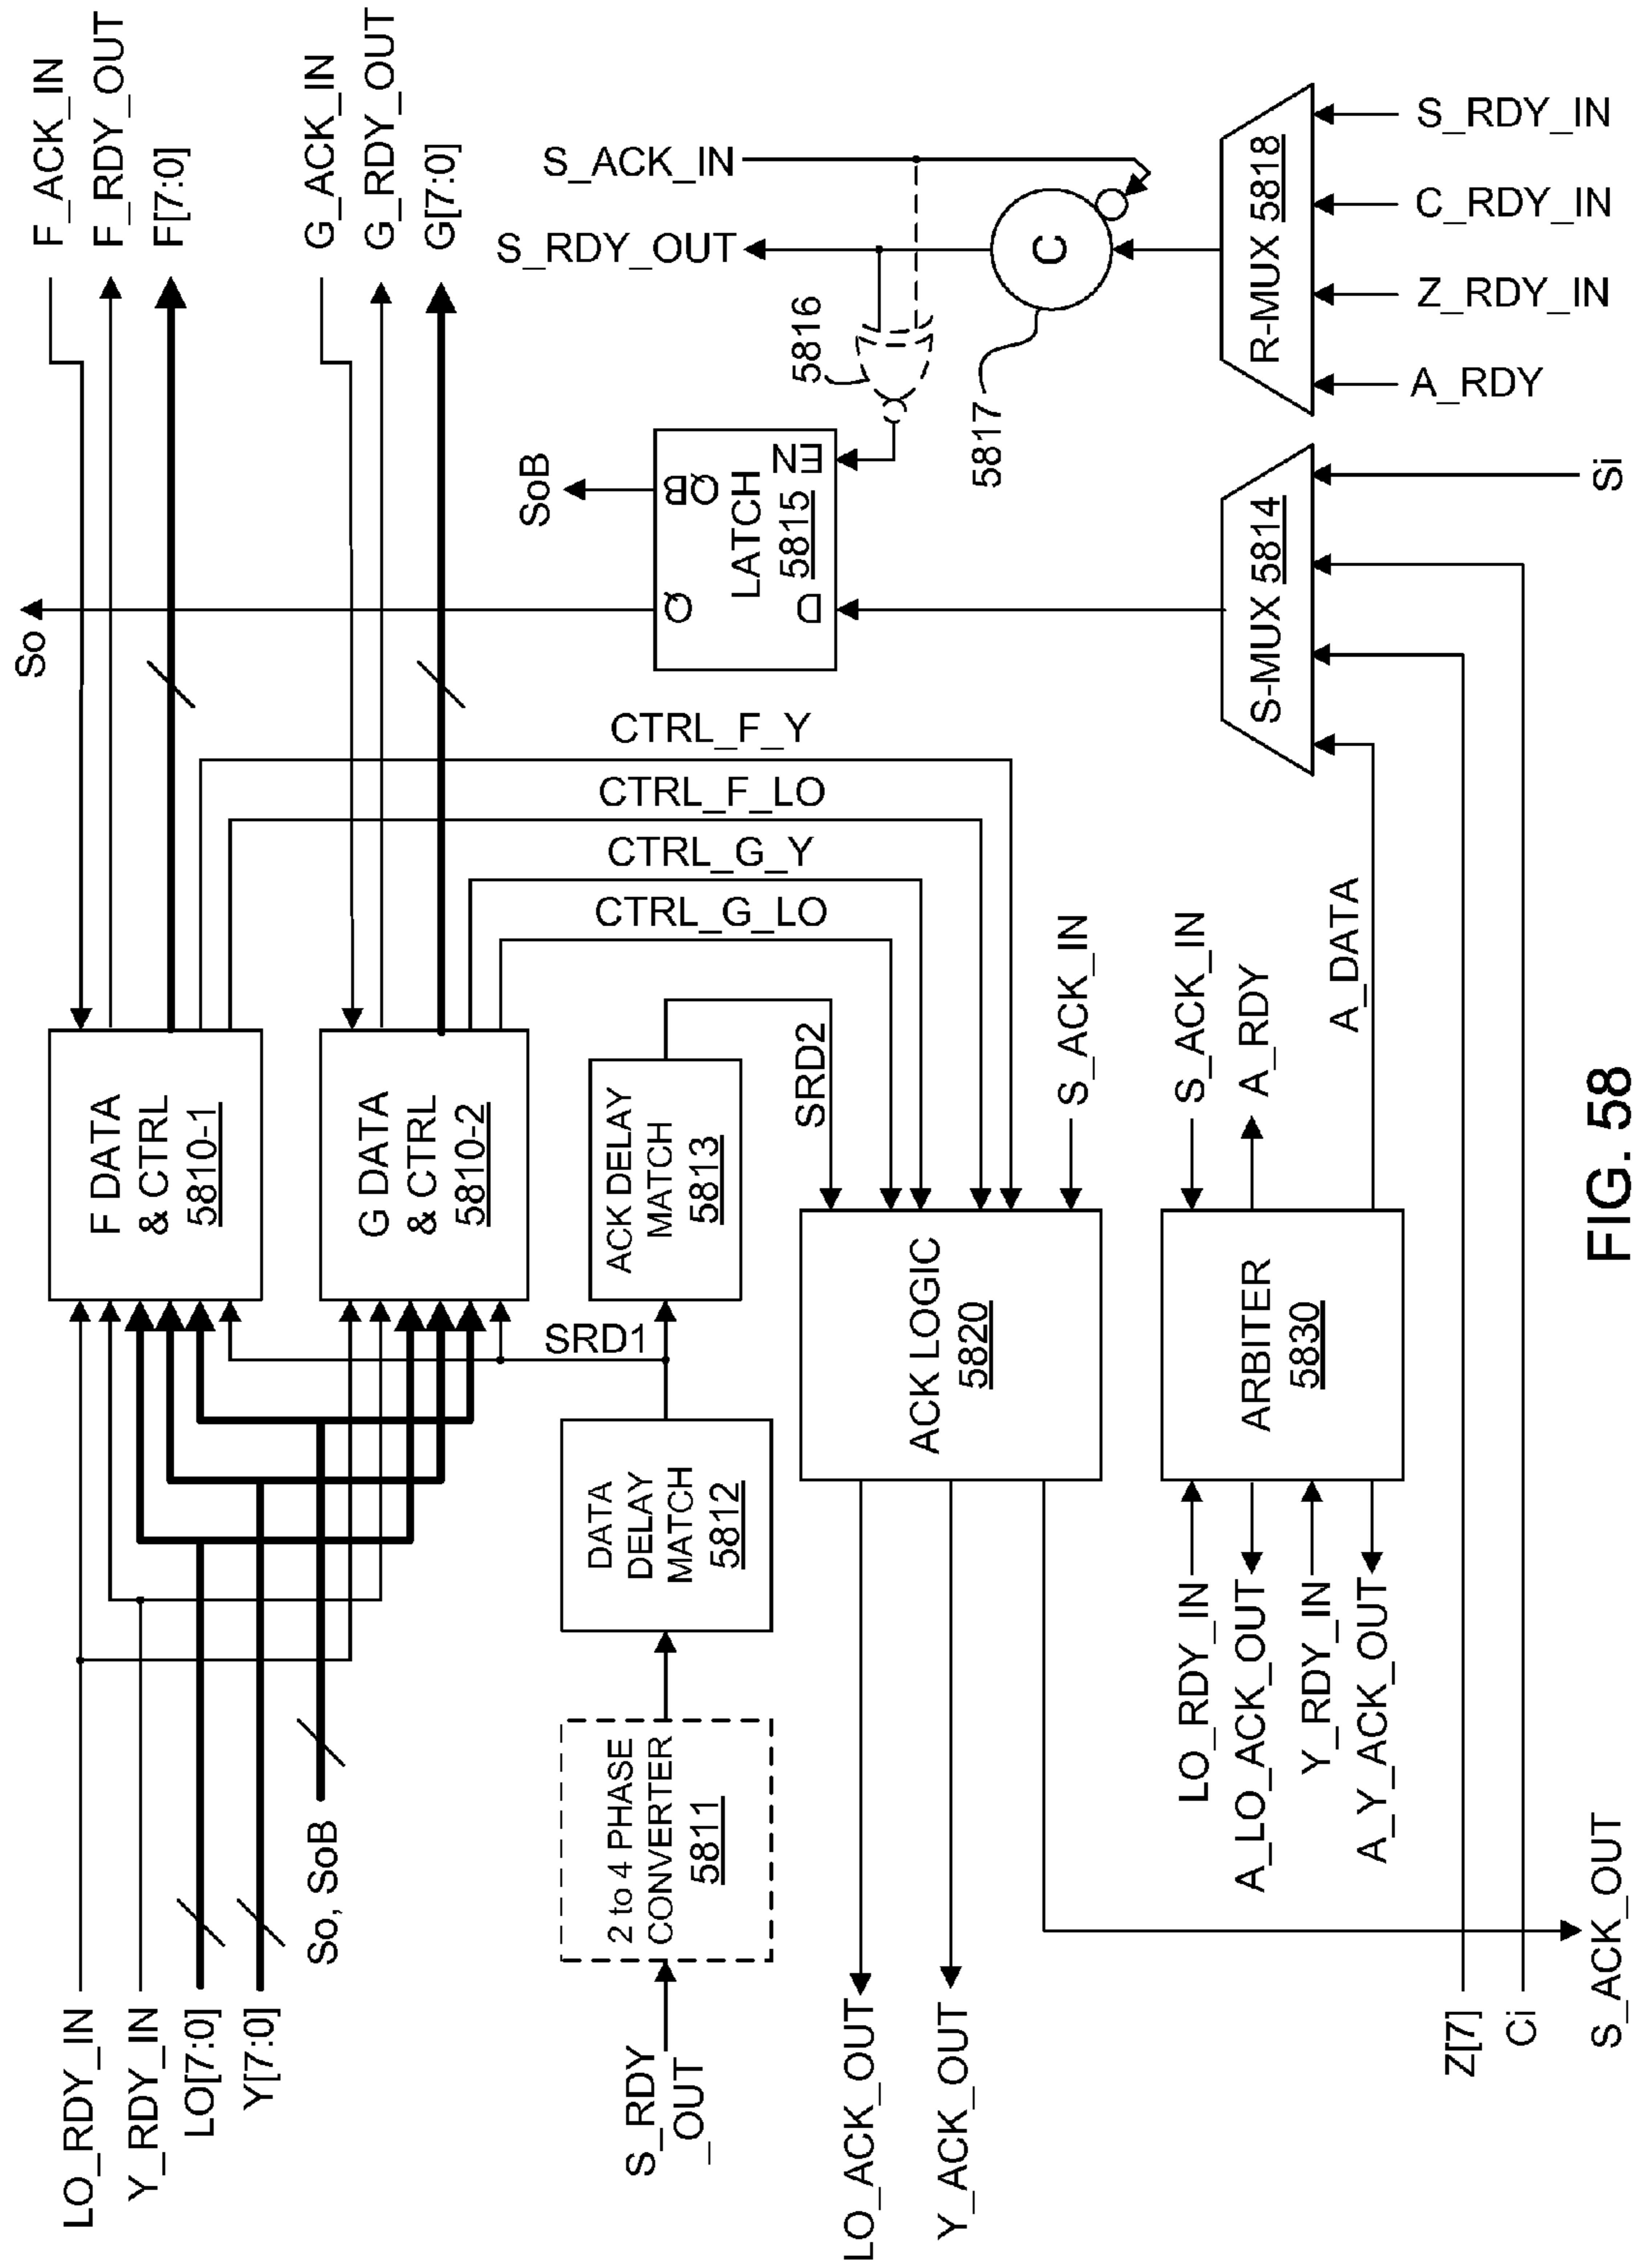 F_ACK_IN
F_RDY_OUT
F[7:0]
G_ACK_IN
G_RDY_OUT
G[7:0]
So
CTRL_F_Y
CTRL_F_LO
CTRL_G_Y
CTRL_G_LO
F DATA
& CTRL
5810-1
G DATA
& CTRL
5810-2
LO_RDY_IN
Y_RDY_IN
LO[7:0]
Y[7:0]
So, SoB
SRD1
S_RDY
_OUT
2 to 4 PHASE
CONVERTER
5811
DATA
DELAY
MATCH
5812
ACK DELAY
MATCH
5813
SRD2
S_ACK_IN
ACK LOGIC
5820
LO_ACK_OUT
Y_ACK_OUT
S_ACK_IN
A_RDY
ARBITER
5830
LO_RDY_IN
A_LO_ACK_OUT
Y_RDY_IN
A_Y_ACK_OUT
A_DATA
Z[7]
Ci
S_ACK_OUT
SoB
Q
QB
LATCH
5815
D
EN
S-MUX 5814
Si
S_ACK_IN
S_RDY_OUT
5816
C
5817
R-MUX 5818
A_RDY
Z_RDY_IN
C_RDY_IN
S_RDY_IN
FIG. 58